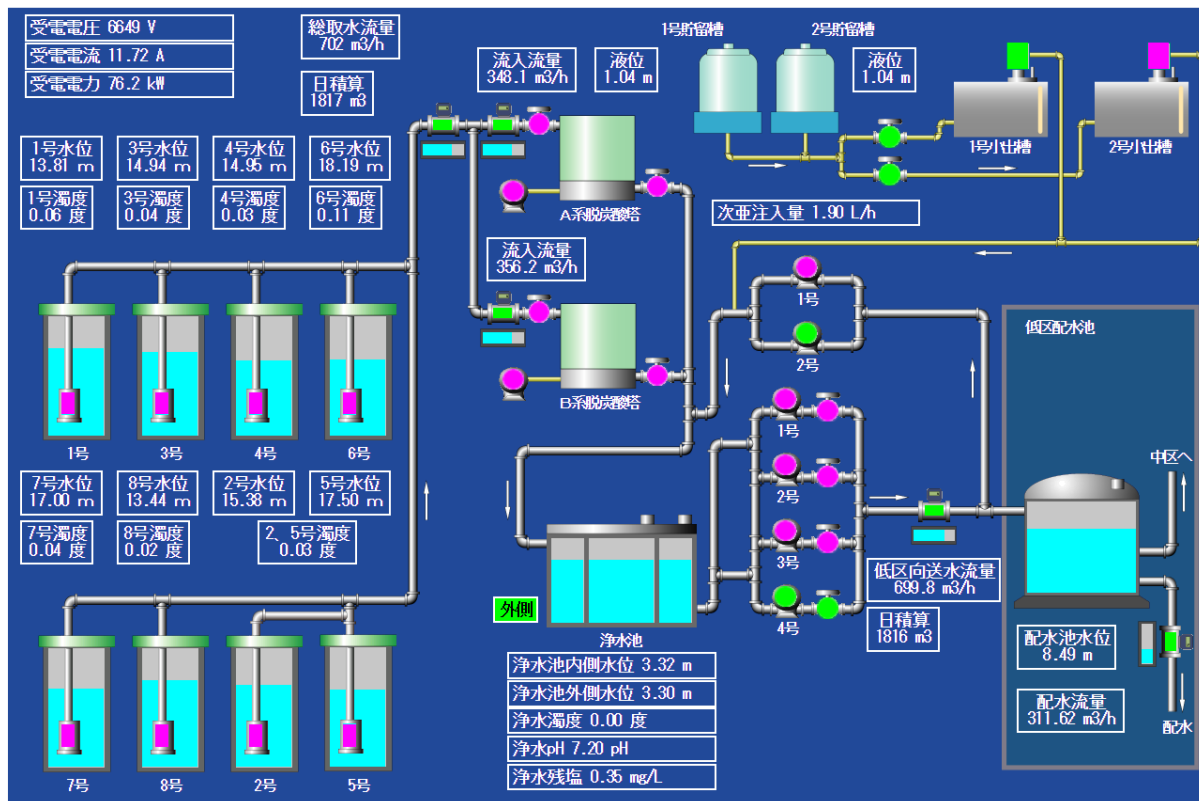 受電電圧 6649 V
受電電流 11.72 A
受電電力 76.2 kW
総取水流量
702 m3/h
日積算
1817 m3
流入流量
348.1 m3/h
液位
1.04 m
1号貯留槽
2号貯留槽
液位
1.04 m
1号小出槽
2号小出槽
1号水位
13.81 m
3号水位
14.94 m
4号水位
14.95 m
6号水位
18.19 m
1号濁度
0.06 度
3号濁度
0.04 度
4号濁度
0.03 度
6号濁度
0.11 度
A系脱炭酸塔
次亜注入量 1.90 L/h
流入流量
356.2 m3/h
B系脱炭酸塔
1号
2号
低区配水池
1号
3号
4号
6号
1号
2号
3号
4号
中区へ
7号水位
17.00 m
8号水位
13.44 m
2号水位
15.38 m
5号水位
17.50 m
7号濁度
0.04 度
8号濁度
0.02 度
2、5号濁度
0.03 度
低区向送水流量
699.8 m3/h
日積算
1816 m3
外側
浄水池
浄水池内側水位 3.32 m
浄水池外側水位 3.30 m
浄水濁度 0.00 度
浄水pH 7.20 pH
浄水残塩 0.35 mg/L
配水池水位
8.49 m
配水流量
311.62 m3/h
配水
7号
8号
2号
5号